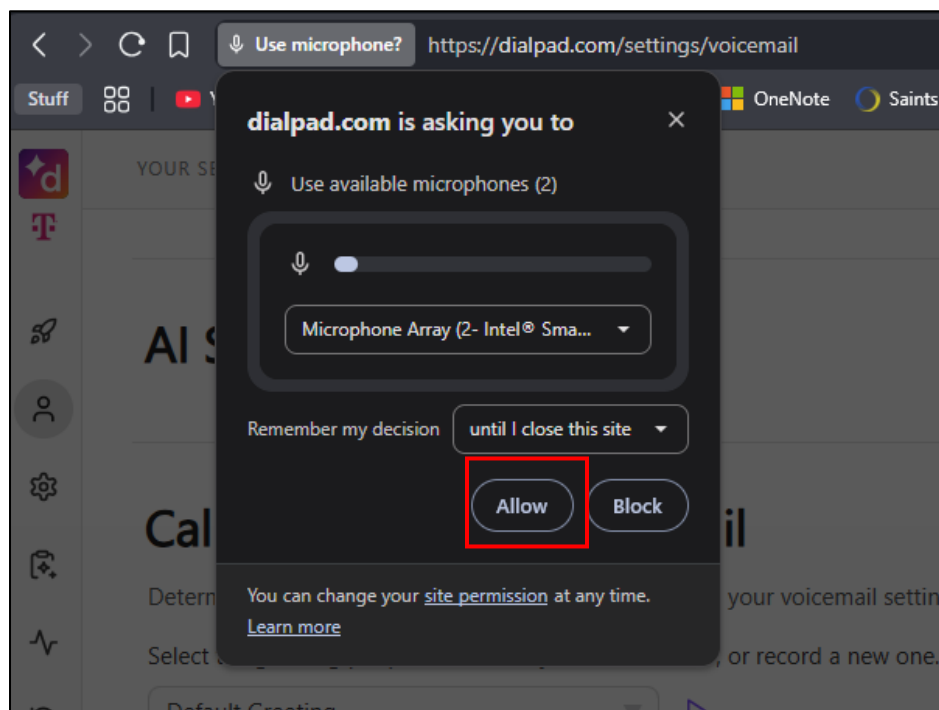 Use microphone? https://dialpad.com/settings/voicemail
Stuff OneNote Saints
dialpad.com is asking you to
YOUR SE
Use available microphones (2)
Microphone Array (2- Intel® Sma...
AI S
Remember my decision until I close this site
Allow Block
Cal il
You can change your site permission at any time.
Determ your voicemail settin
Learn more
Select , or record a new one.